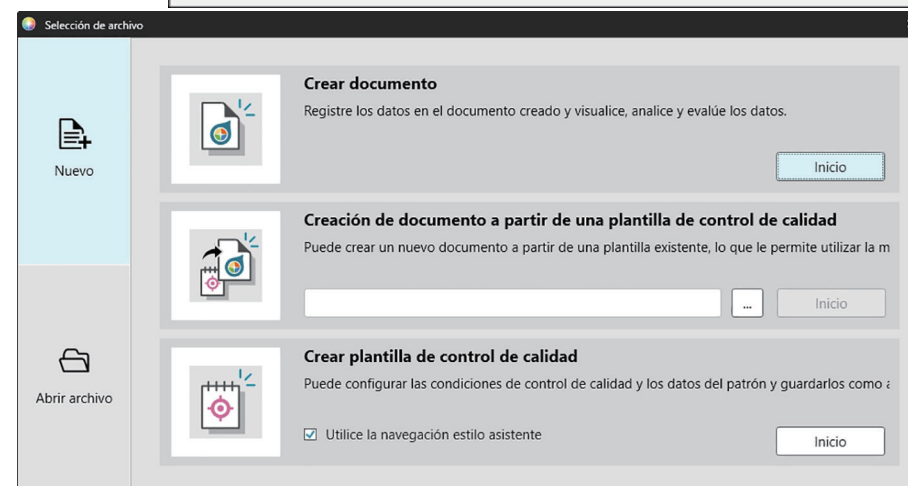 Selección de archivo
Nuevo
Abrir archivo
Crear documento
Registre los datos en el documento creado y visualice, analice y evalúe los datos.
Inicio
Creación de documento a partir de una plantilla de control de calidad
Puede crear un nuevo documento a partir de una plantilla existente, lo que le permite utilizar la m
...
Inicio
Crear plantilla de control de calidad
Puede configurar las condiciones de control de calidad y los datos del patrón y guardarlos como
Utilice la navegación estilo asistente
Inicio